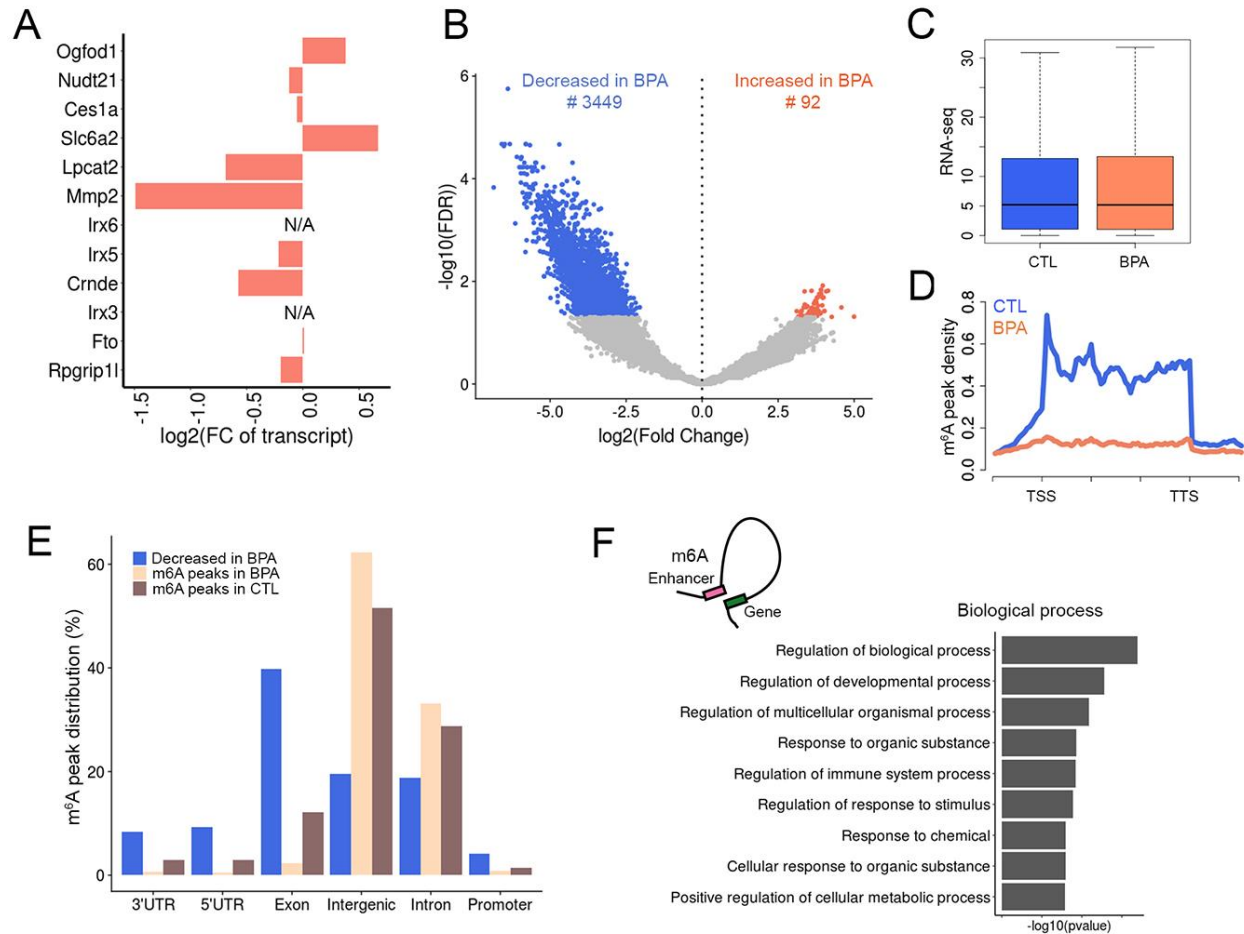 A
Ogfod1
Nudt21
Ces1a
Slc6a2
Lpcat2
Mmp2
Irx6
N/A
Irx5
Crnde
Irx3
N/A
Fto
Rpgrip1l
-1.5
-1.0
-0.5
0.0
0.5
log2(FC of transcript)
B
Decreased in BPA
# 3449
Increased in BPA
# 92
-log10(FDR))
6
4
2
0
-5.0
-2.5
0.0
2.5
5.0
log2(Fold Change)
C
RNA-seq
30
20
10
5
0
CTL
BPA
D
CTL
BPA
m⁶A peak density
0.8
0.6
0.4
0.2
0.0
TSS
TTS
E
Decreased in BPA
m6A peaks in BPA
m6A peaks in CTL
m⁶A peak distribution (%)
60
40
20
0
3'UTR
5'UTR
Exon
Intergenic
Intron
Promoter
F
m6A
Enhancer
Gene
Biological process
Regulation of biological process
Regulation of developmental process
Regulation of multicellular organismal process
Response to organic substance
Regulation of immune system process
Regulation of response to stimulus
Response to chemical
Cellular response to organic substance
Positive regulation of cellular metabolic process
-log10(pvalue)